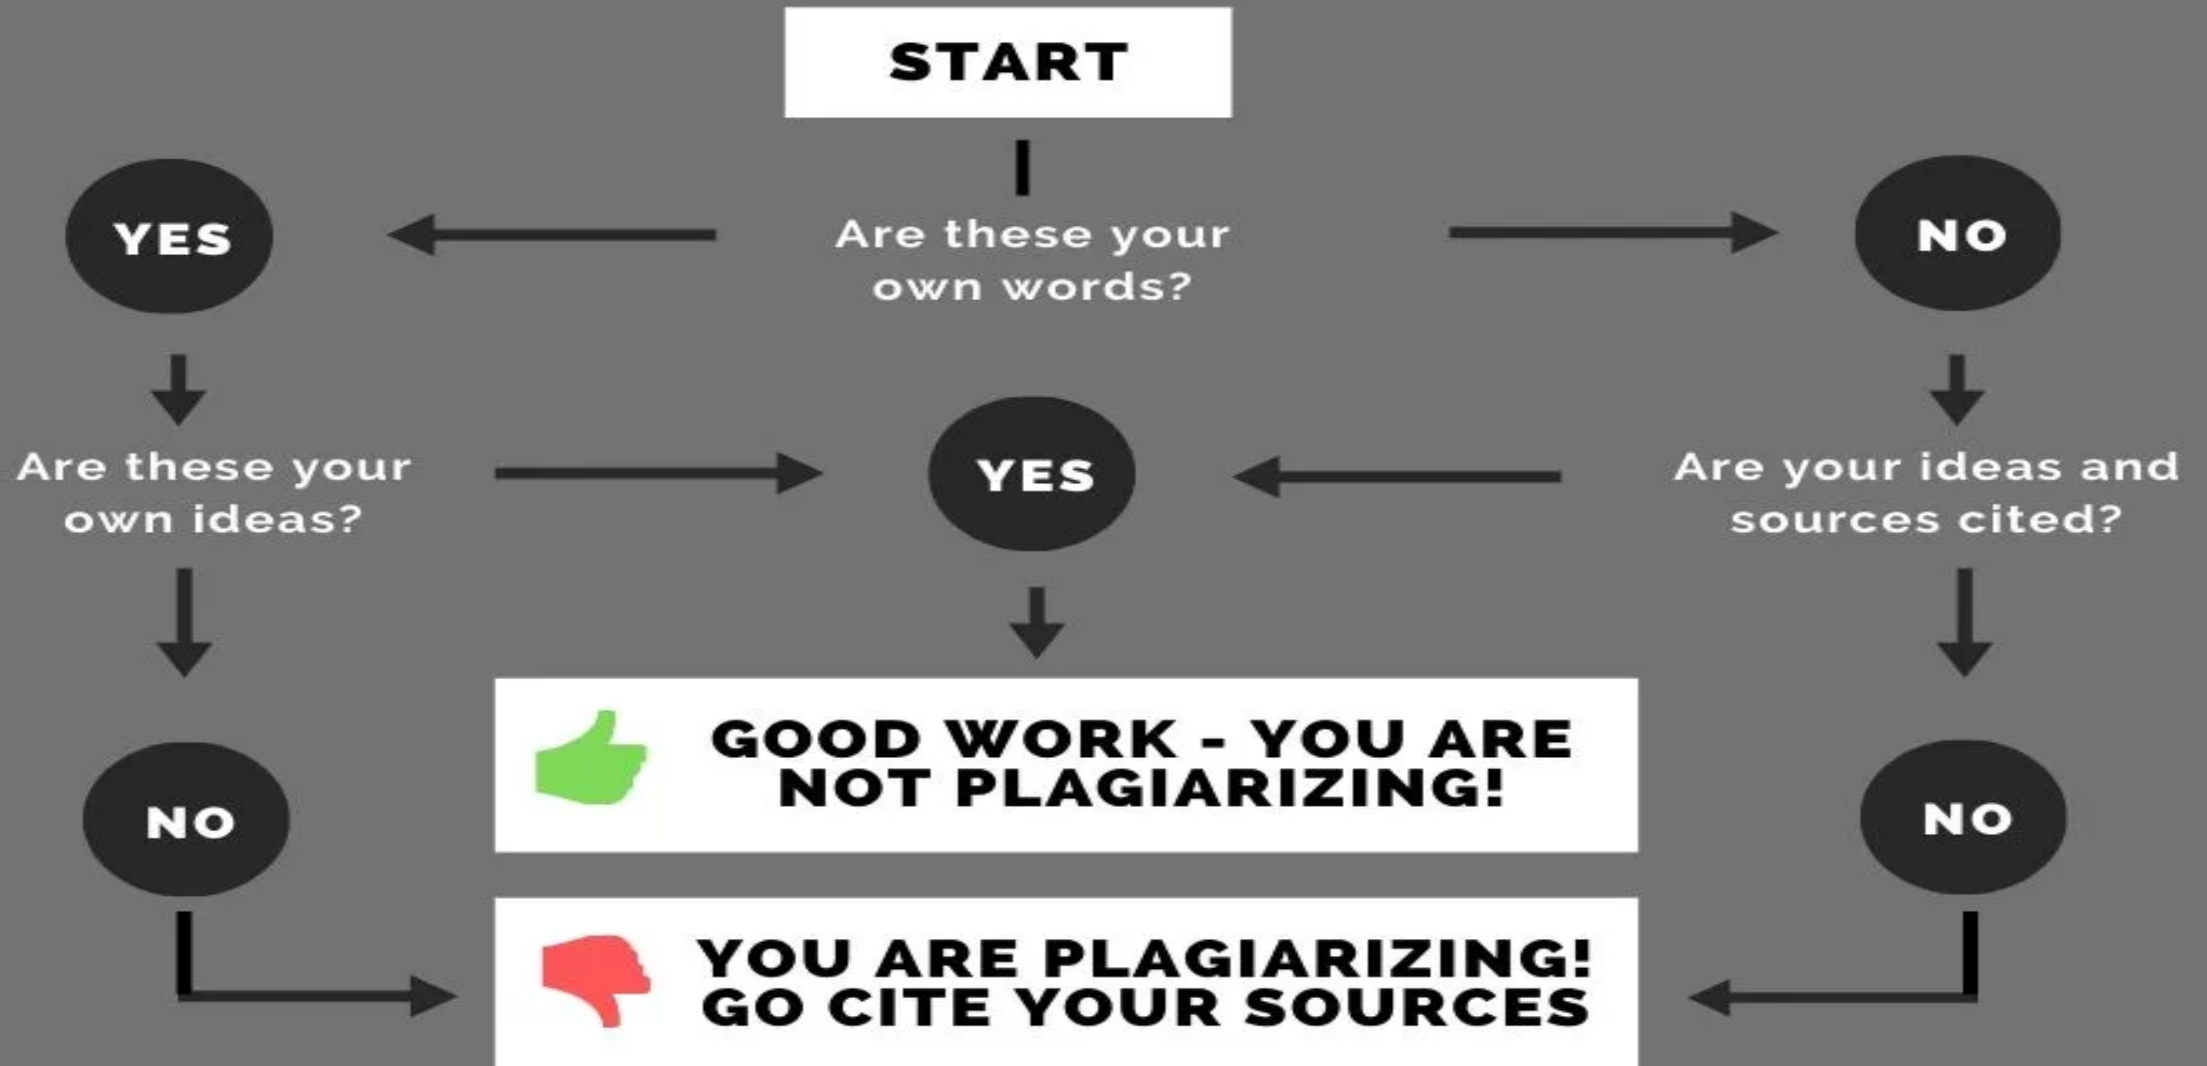 START
YES
Are these your
own words?
NO
Are these your
own ideas?
YES
Are your ideas and
sources cited?
NO
GOOD WORK - YOU ARE
NOT PLAGIARIZING!
NO
YOU ARE PLAGIARIZING!
GO CITE YOUR SOURCES